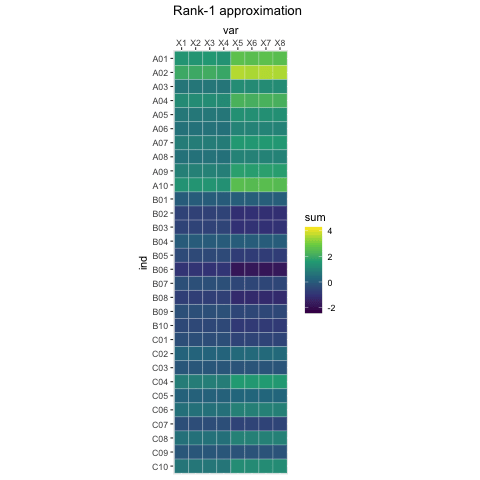 Rank-1 approximation
var
X1 X2 X3 X4 X5 X6 X7 X8
A01
A02
A03
A04
A05
A06
A07
A08
A09
A10
B01
B02
B03
B04
B05
B06
B07
B08
B09
B10
C01
C02
C03
C04
C05
C06
C07
C08
C09
C10
ind
sum
4
2
0
-2